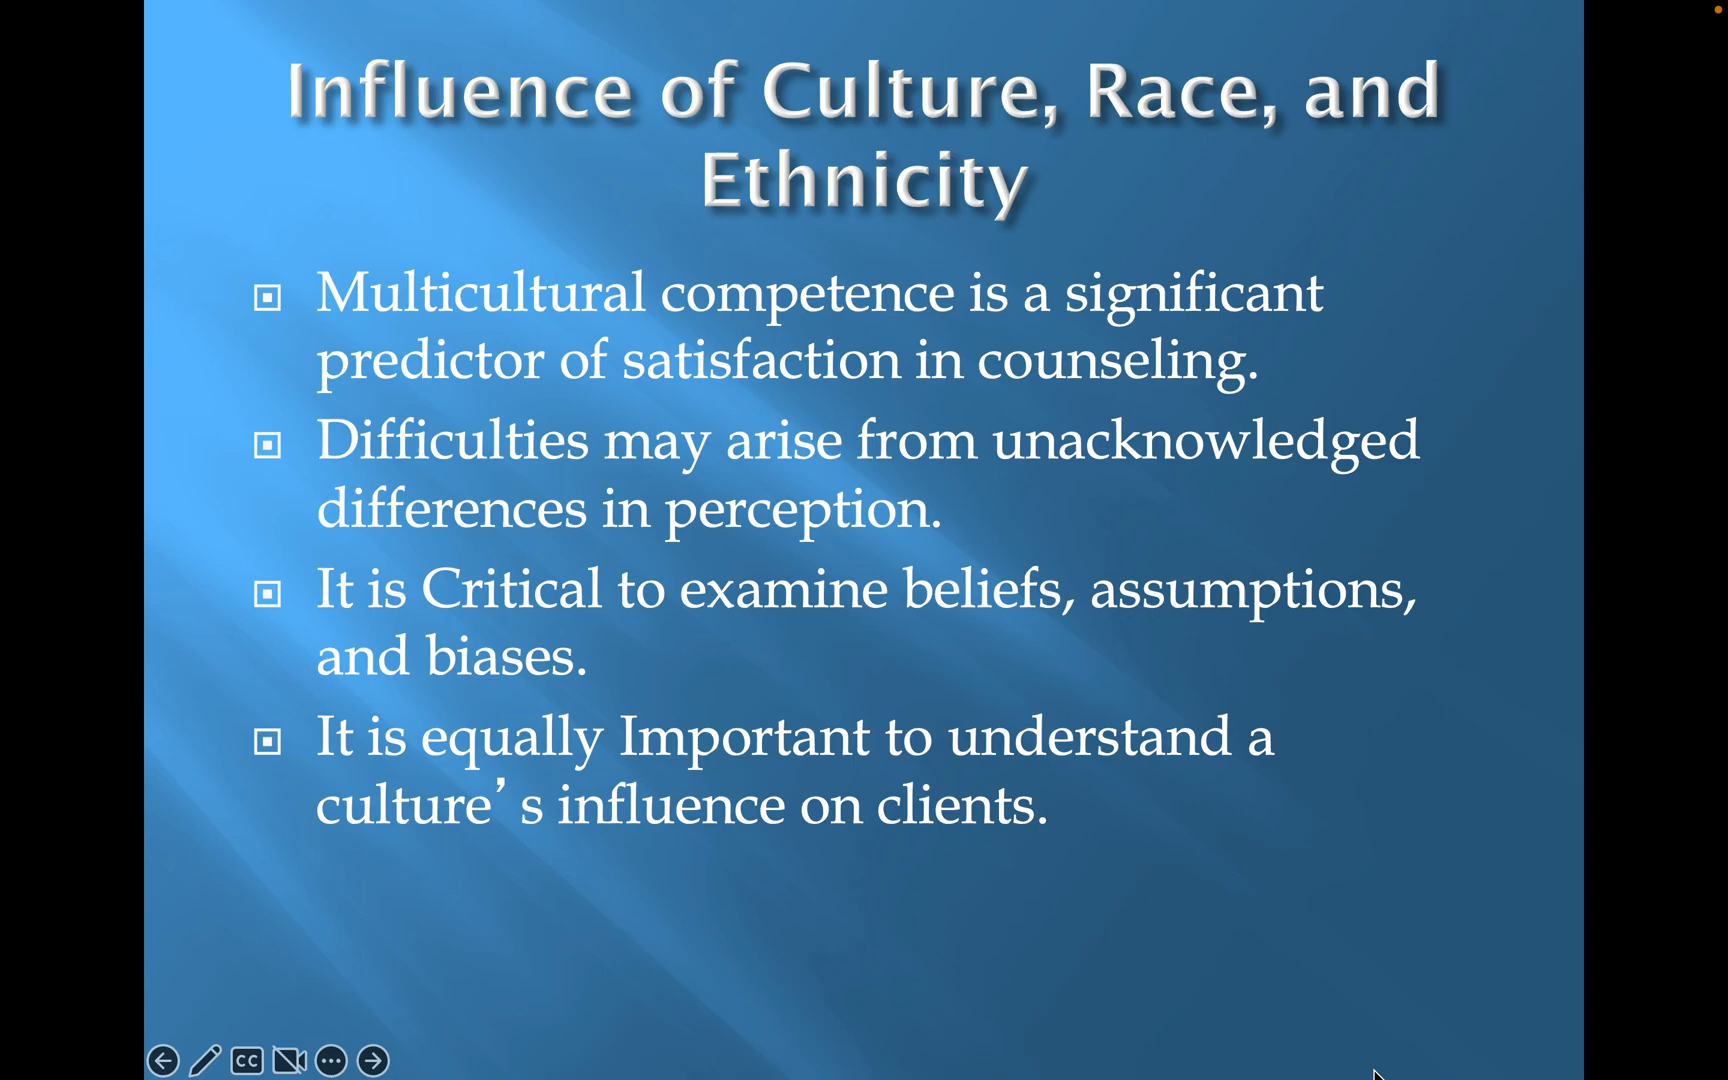 Influence of Culture, Race, and
Ethnicity
Multicultural competence is a significant
predictor of satisfaction in counseling.
Difficulties may arise from unacknowledged
differences in perception.
It is Critical to examine beliefs, assumptions,
and biases.
It is equally Important to understand a
culture’s influence on clients.
CC